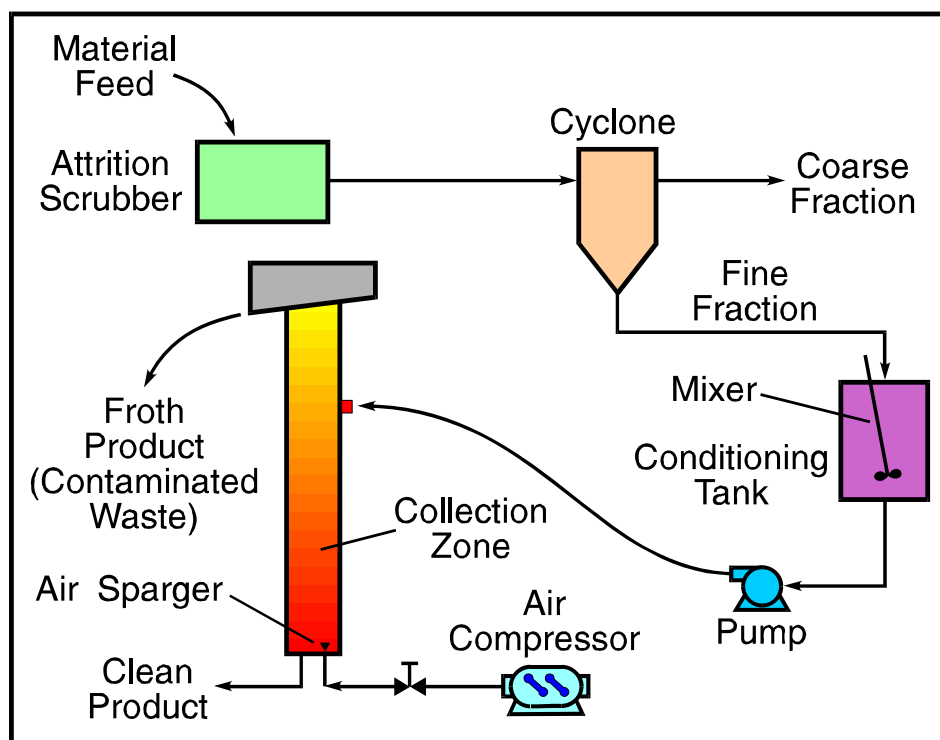 Material
Feed
Attrition
Scrubber
Cyclone
Coarse
Fraction
Fine
Fraction
Mixer
Conditioning
Tank
Pump
Froth
Product
(Contaminated
Waste)
Collection
Zone
Air Sparger
Air
Compressor
Clean
Product